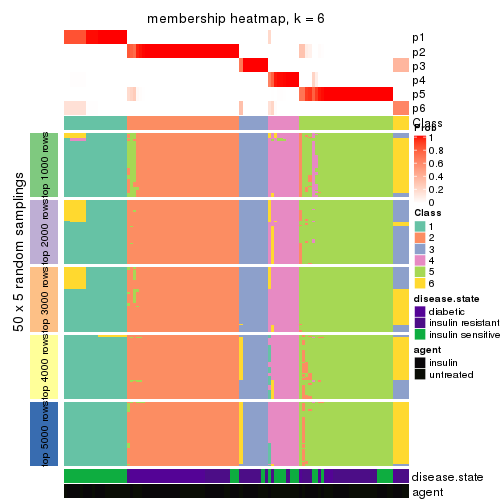 membership heatmap, k = 6
p1
p2
p3
p4
p5
p6
Class
Prob
1
0.8
0.6
0.4
0.2
0
Class
1
2
3
4
5
6
disease.state
diabetic
insulin resistant
insulin sensitive
agent
insulin
untreated
50 x 5 random samplings
top 1000 rows
top 2000 rows
top 3000 rows
top 4000 rows
top 5000 rows
disease.state
agent